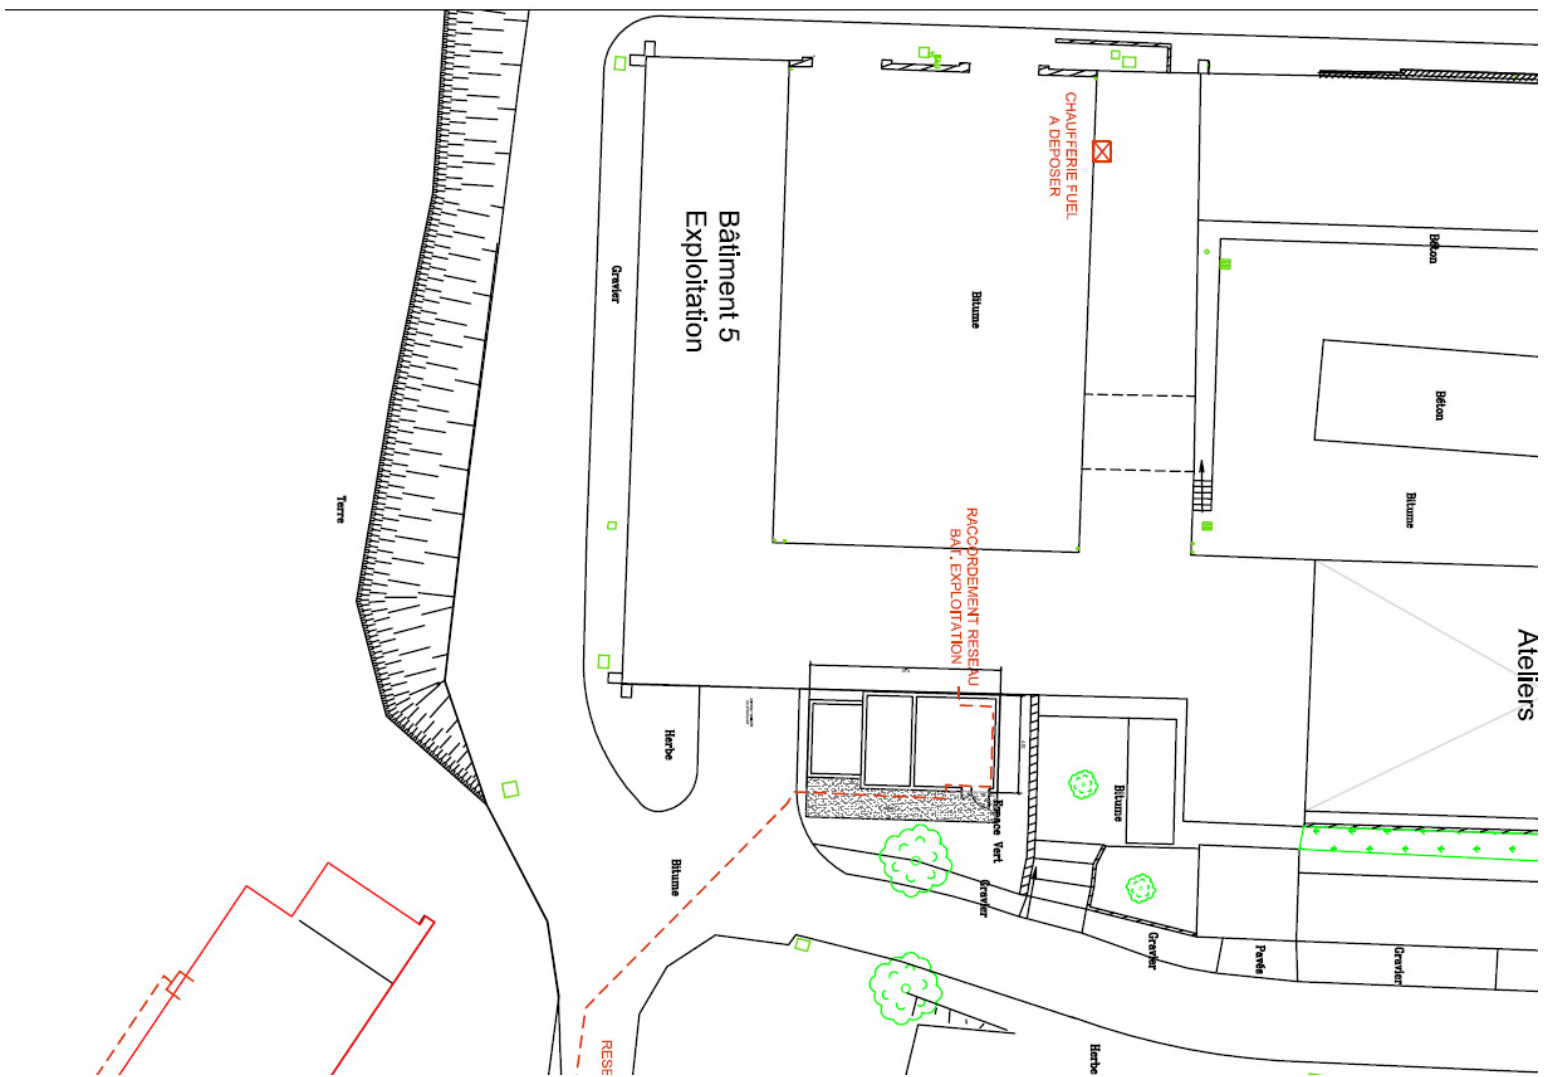 CHAUFFERIE FUEL
A DEPOSER
Bâtiment 5
Exploitation
Gravier
Bitume
Béton
Béton
Bitume
Terre
RACCORDEMENT RESEAU
BAT. EXPLOITATION
Ateliers
Herbe
Bitume
Espace Vert
Bitume
Gravier
Gravier
Pavés
Gravier
Herbe
RESE